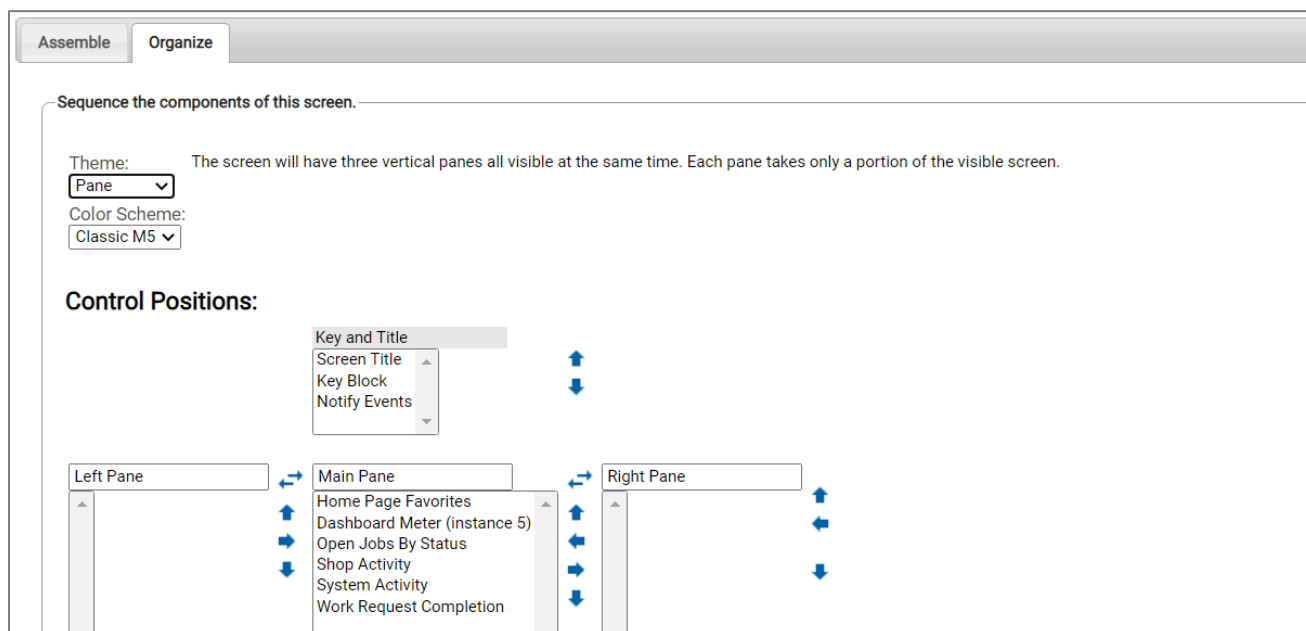 Assemble
Organize
Sequence the components of this screen.
Theme:
The screen will have three vertical panes all visible at the same time. Each pane takes only a portion of the visible screen.
Pane
Color Scheme:
Classic M5
Control Positions:
Key and Title
Screen Title
Key Block
Notify Events
Left Pane
Main Pane
Right Pane
Home Page Favorites
Dashboard Meter (instance 5)
Open Jobs By Status
Shop Activity
System Activity
Work Request Completion